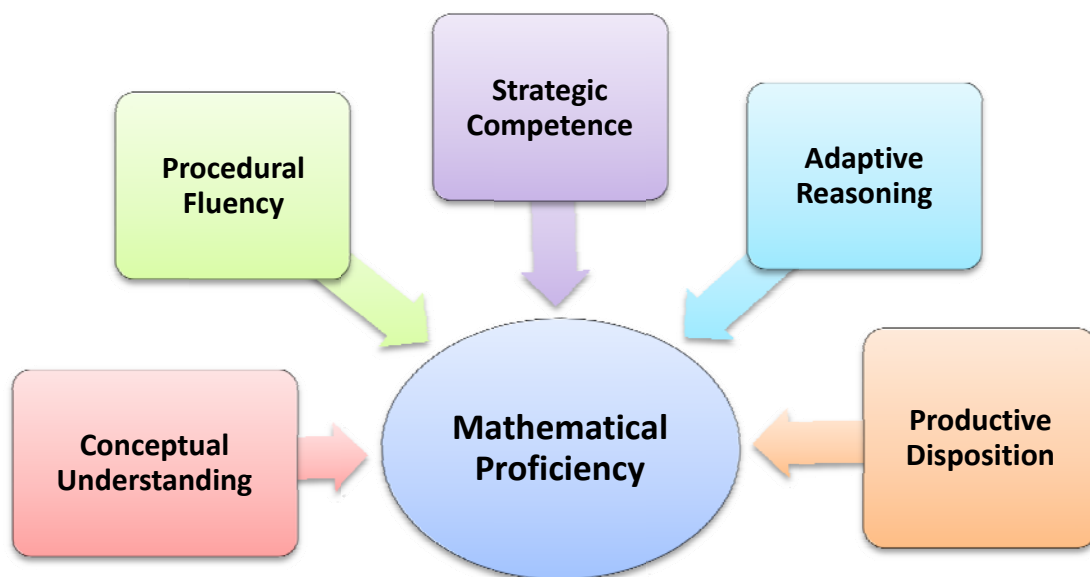 Strategic
Competence
Procedural
Fluency
Adaptive
Reasoning
Conceptual
Understanding
Mathematical
Proficiency
Productive
Disposition